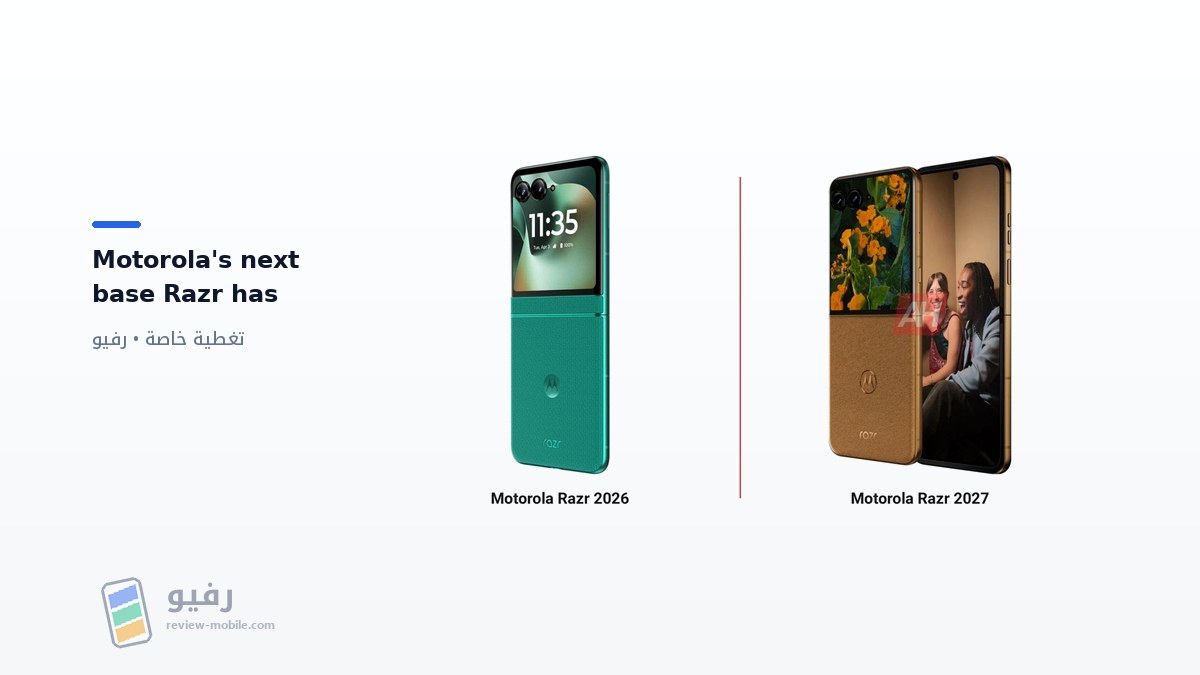 Motorola's next
base Razr has
تغطية خاصة • رفيو
11:35
razr
Motorola Razr 2026
AH
razr
Motorola Razr 2027
رفيو
review-mobile.com